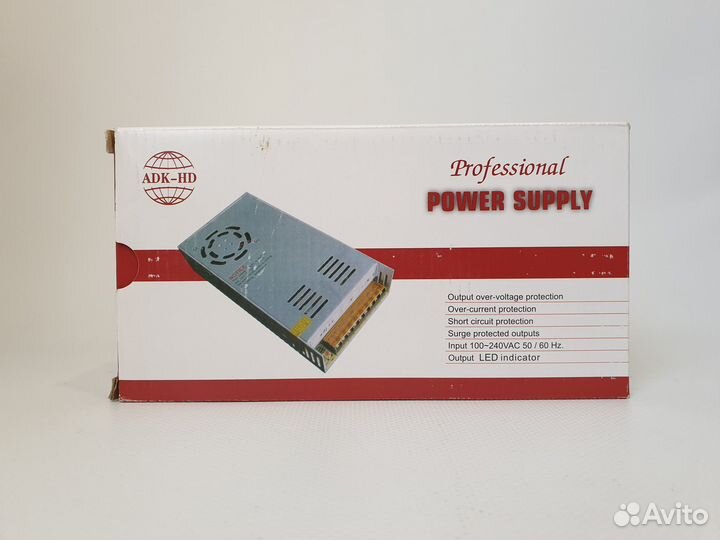 ADK-HD
Professional
POWER SUPPLY
Output over-voltage protection
Over-current protection
Short circuit protection
Surge protected outputs
Input 100~240VAC 50 / 60 Hz.
Output LED indicator
Avito